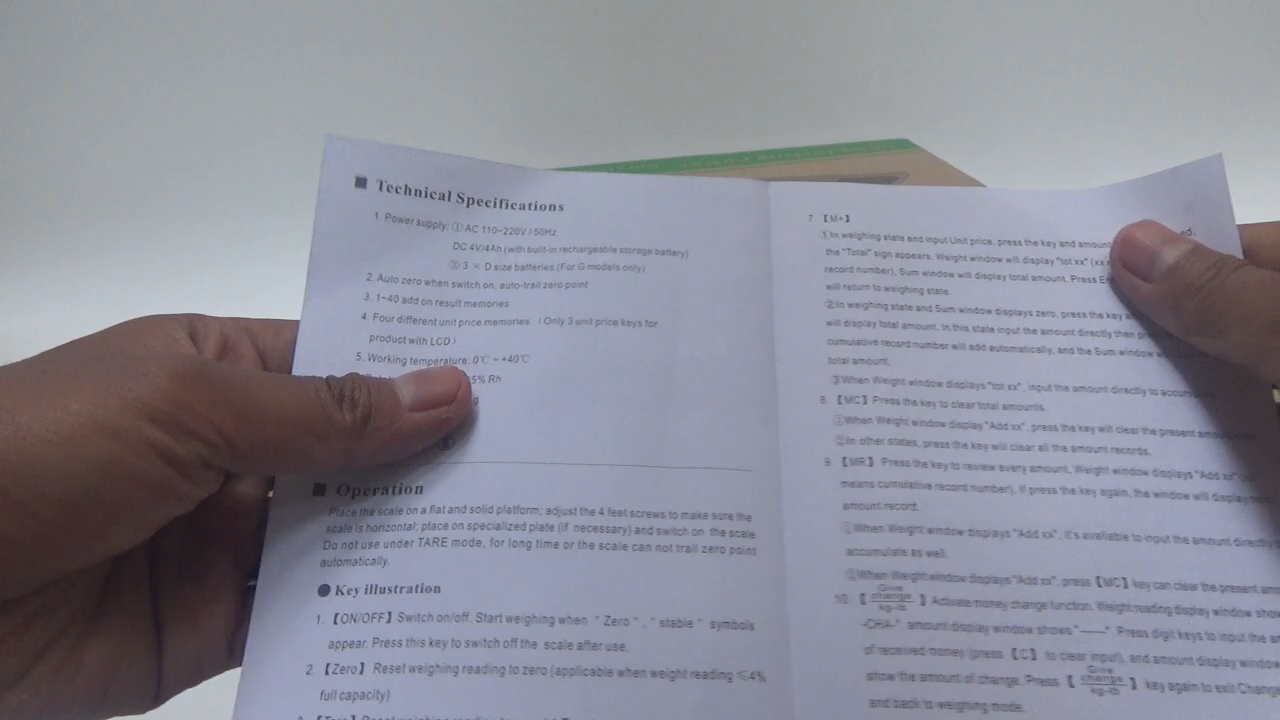 ■ Technical Specifications
1. Power supply: ① AC 110~220V / 50Hz
DC 4V/4Ah (with built-in rechargeable storage battery)
② 3 × D size batteries (For G models only)
2. Auto zero when switch on, auto-trail zero point
3. 1~40 add on result memories
4. Four different unit price memories (Only 3 unit price keys for
product with LCD)
5. Working temperature: 0℃ ~ +40℃
5% Rh
■ Operation
Place the scale on a flat and solid platform; adjust the 4 feet screws to make sure the
scale is horizontal; place on specialized plate (if necessary) and switch on the scale
Do not use under TARE mode, for long time or the scale can not trail zero point
automatically.
● Key illustration
1. 【ON/OFF】 Switch on/off. Start weighing when "Zero", "stable" symbols
appear. Press this key to switch off the scale after use.
2. 【Zero】 Reset weighing reading to zero (applicable when weight reading ≤4%
full capacity)
7. 【M+】
①In weighing state and input Unit price, press the key and amount ed.
the "Total" sign appears. Weight window will display "tot xx" (xx
record number), Sum window will display total amount. Press
will return to weighing state.
②In weighing state and Sum window displays zero, press the key
will display total amount. In this state input the amount directly then
cumulative record number will add automatically, and the Sum window
total amount.
③When Weight window displays "tot xx", input the amount directly to
8. 【MC】 Press the key to clear total amounts.
①When Weight window display "Add xx", press the key will clear the present
②In other states, press the key will clear all the amount records.
9. 【MR】 Press the key to review every amount, Weight window displays "Add xx"
means cumulative record number). If press the key again, the window will display
amount record.
①When Weight window displays "Add xx", it's available to input the amount directly
accumulate as well.
②When Weight window displays "Add xx", press 【MC】 key can clear the present
10. 【Give change kg-lb】 Activate money change function. Weight reading display window
-CHA-" amount display window shows "——" Press digit keys to input the
of received money (press 【C】 to clear input), and amount display window
show the amount of change. Press 【Give change kg-lb】 key again to exit
and back to weighing mode.